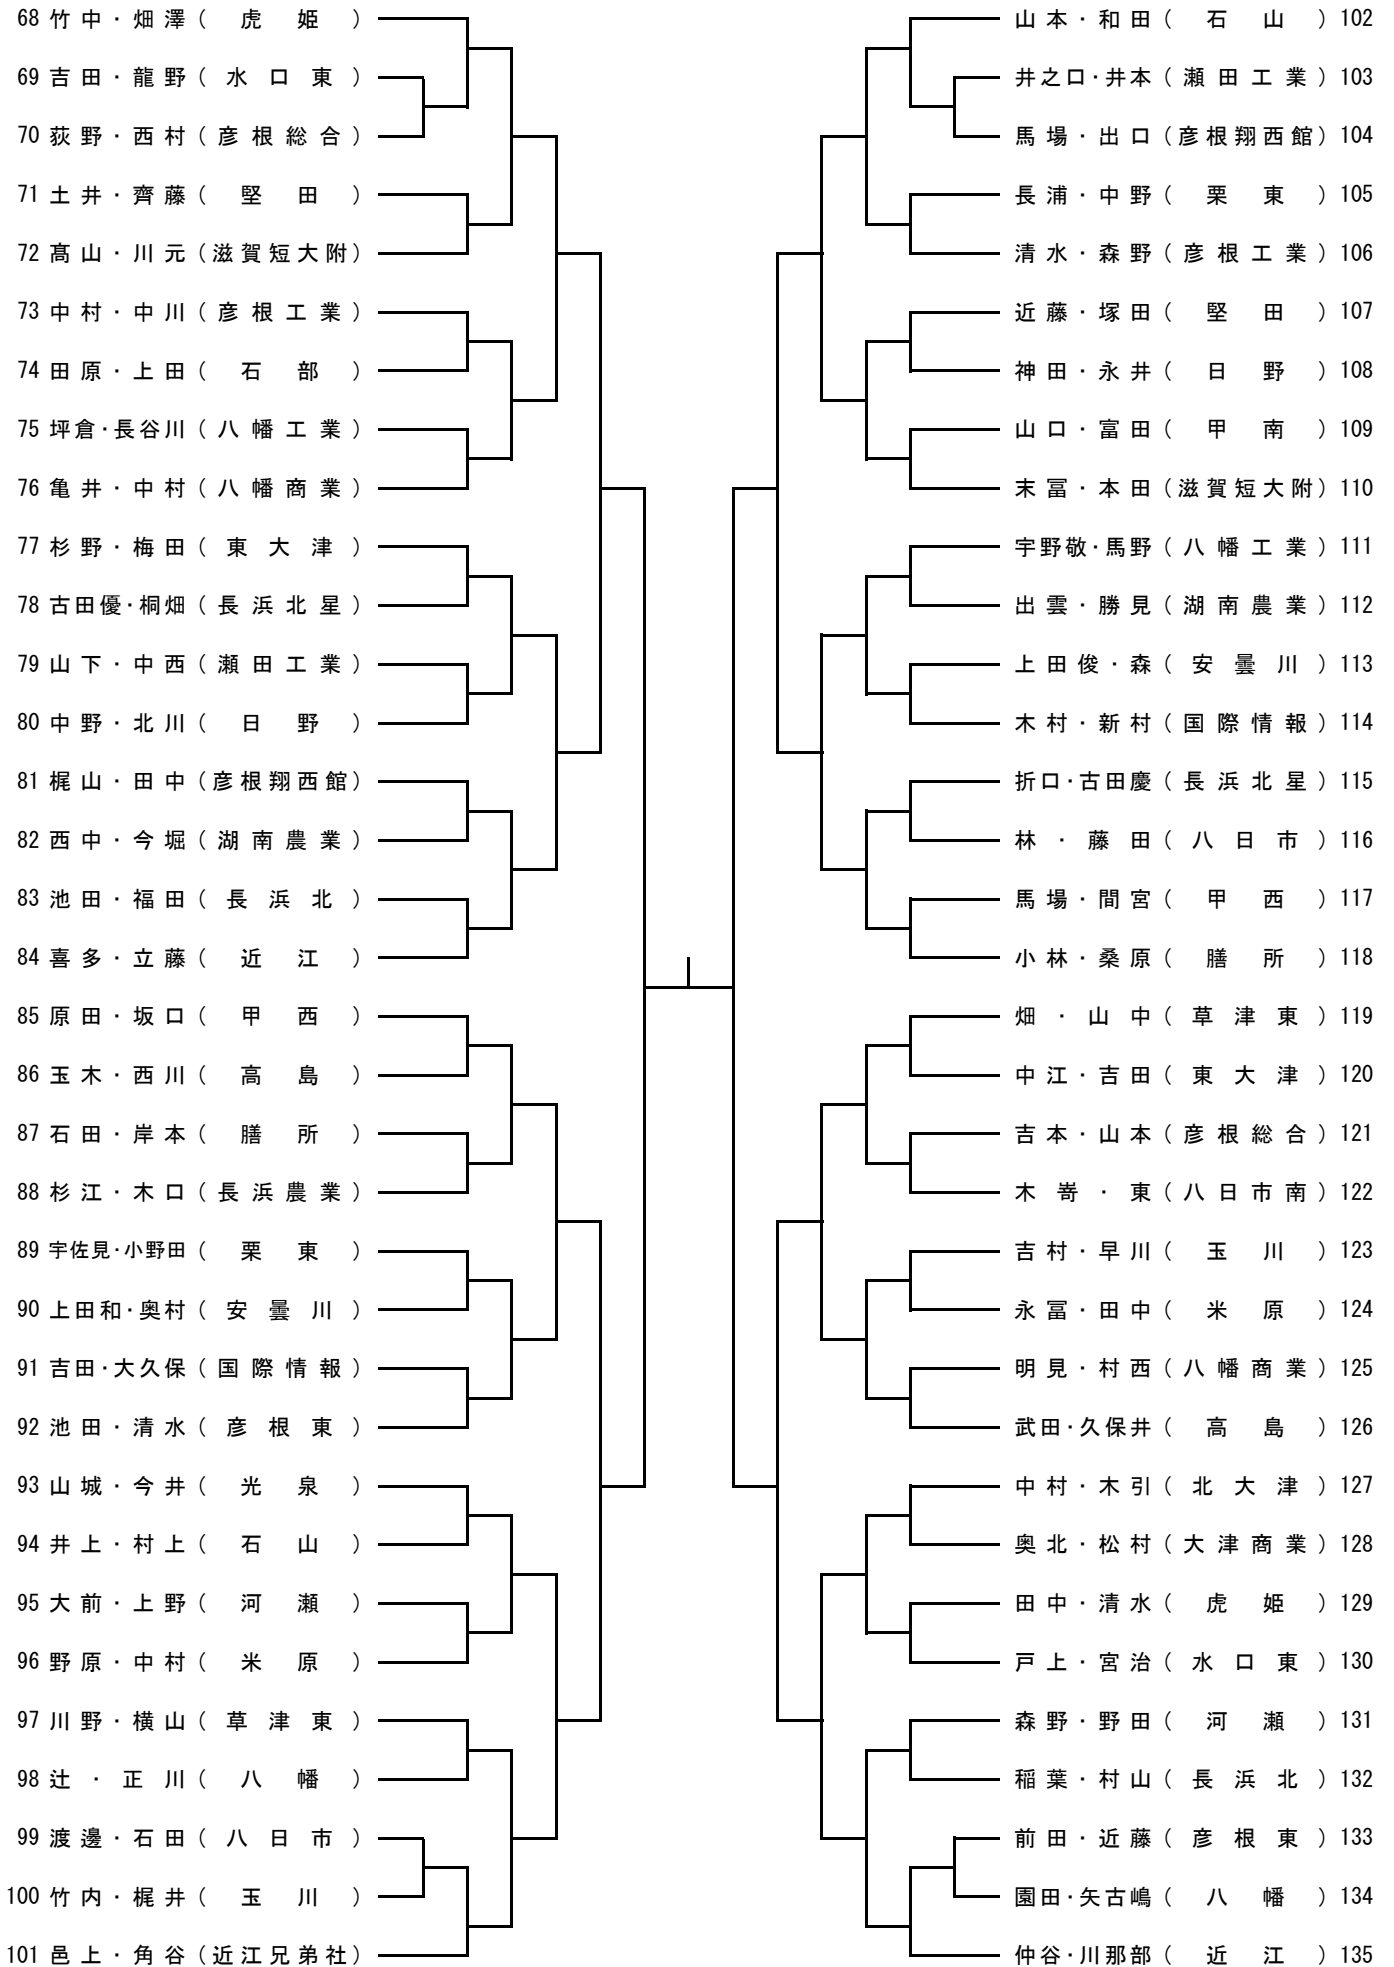 68 竹中・畑澤(虎姫)
69 吉田・龍野(水口東)
70 荻野・西村(彦根総合)
71 土井・齊藤(堅田)
72 髙山・川元(滋賀短大附)
73 中村・中川(彦根工業)
74 田原・上田(石部)
75 坪倉・長谷川(八幡工業)
76 亀井・中村(八幡商業)
77 杉野・梅田(東大津)
78 古田優・桐畑(長浜北星)
79 山下・中西(瀬田工業)
80 中野・北川(日野)
81 梶山・田中(彦根翔西館)
82 西中・今堀(湖南農業)
83 池田・福田(長浜北)
84 喜多・立藤(近江)
85 原田・坂口(甲西)
86 玉木・西川(高島)
87 石田・岸本(膳所)
88 杉江・木口(長浜農業)
89 宇佐見・小野田(栗東)
90 上田和・奥村(安曇川)
91 吉田・大久保(国際情報)
92 池田・清水(彦根東)
93 山城・今井(光泉)
94 井上・村上(石山)
95 大前・上野(河瀬)
96 野原・中村(米原)
97 川野・横山(草津東)
98 辻・正川(八幡)
99 渡邊・石田(八日市)
100 竹内・梶井(玉川)
101 邑上・角谷(近江兄弟社)
山本・和田(石山)102
井之口・井本(瀬田工業)103
馬場・出口(彦根翔西館)104
長浦・中野(栗東)105
清水・森野(彦根工業)106
近藤・塚田(堅田)107
神田・永井(日野)108
山口・富田(甲南)109
末冨・本田(滋賀短大附)110
宇野敬・馬野(八幡工業)111
出雲・勝見(湖南農業)112
上田俊・森(安曇川)113
木村・新村(国際情報)114
折口・古田慶(長浜北星)115
林・藤田(八日市)116
馬場・間宮(甲西)117
小林・桑原(膳所)118
畑・山中(草津東)119
中江・吉田(東大津)120
吉本・山本(彦根総合)121
木嵜・東(八日市南)122
吉村・早川(玉川)123
永冨・田中(米原)124
明見・村西(八幡商業)125
武田・久保井(高島)126
中村・木引(北大津)127
奥北・松村(大津商業)128
田中・清水(虎姫)129
戸上・宮治(水口東)130
森野・野田(河瀬)131
稲葉・村山(長浜北)132
前田・近藤(彦根東)133
園田・矢古嶋(八幡)134
仲谷・川那部(近江)135